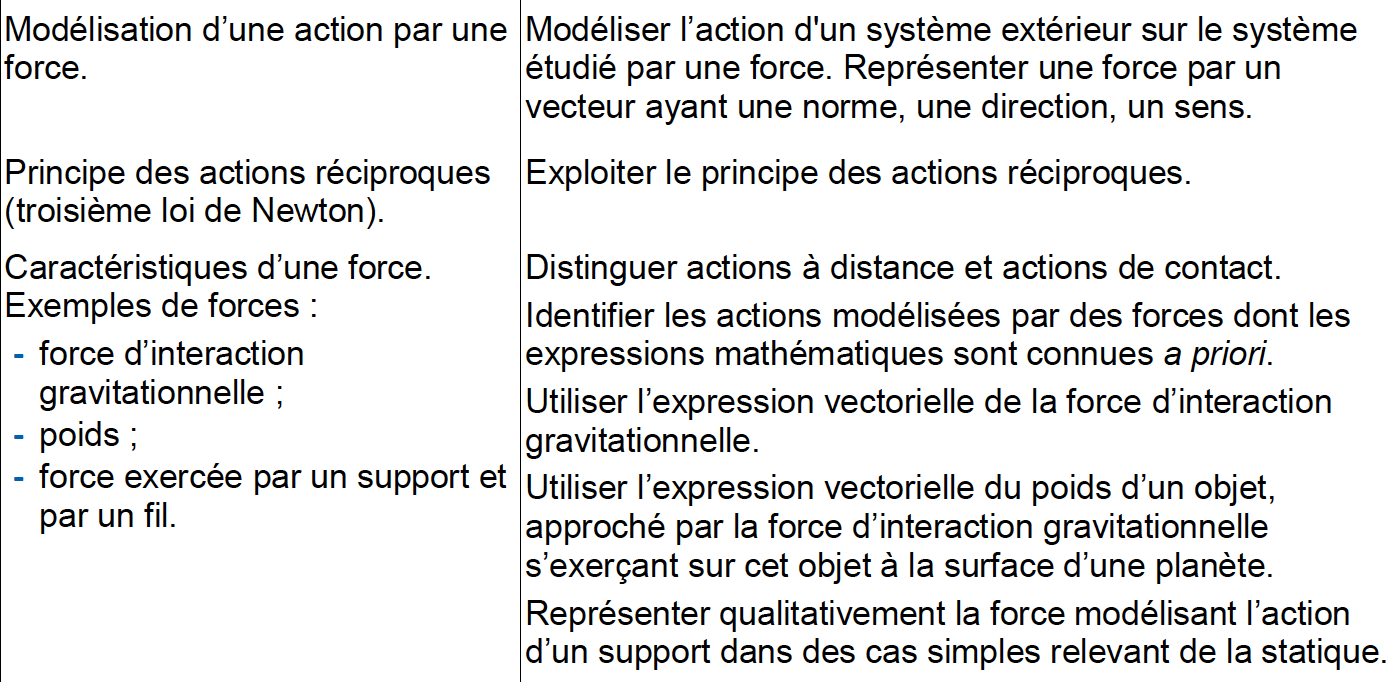 Modélisation d’une action par une
force.
Modéliser l’action d'un système extérieur sur le système
étudié par une force. Représenter une force par un
vecteur ayant une norme, une direction, un sens.
Principe des actions réciproques
(troisième loi de Newton).
Exploiter le principe des actions réciproques.
Caractéristiques d’une force.
Exemples de forces :
- force d’interaction
gravitationnelle ;
- poids ;
- force exercée par un support et
par un fil.
Distinguer actions à distance et actions de contact.
Identifier les actions modélisées par des forces dont les
expressions mathématiques sont connues a priori.
Utiliser l’expression vectorielle de la force d’interaction
gravitationnelle.
Utiliser l’expression vectorielle du poids d’un objet,
approché par la force d’interaction gravitationnelle
s’exerçant sur cet objet à la surface d’une planète.
Représenter qualitativement la force modélisant l’action
d’un support dans des cas simples relevant de la statique.